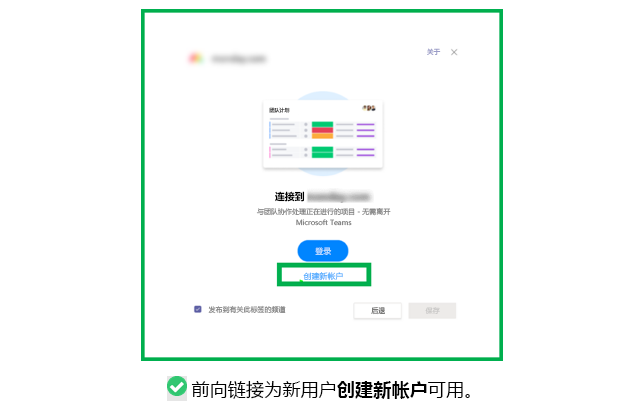 关于
团队计划
连接到
与团队协作处理正在进行的项目 - 无需离开
Microsoft Teams
登录
创建新帐户
发布到有关此标签的频道
后退
保存
前向链接为新用户创建新帐户可用。